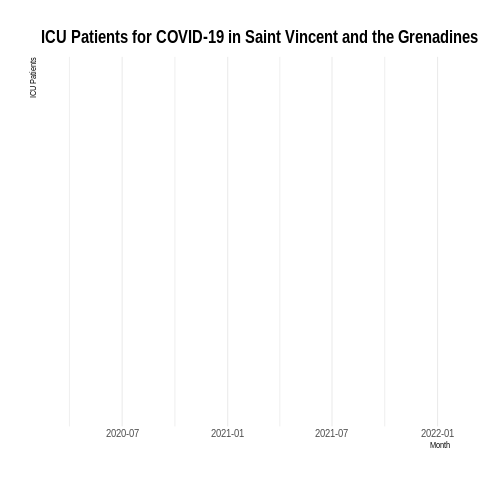 ICU Patients for COVID-19 in Saint Vincent and the Grenadines
ICU Patients
2020-07 2021-01 2021-07 2022-01
Month